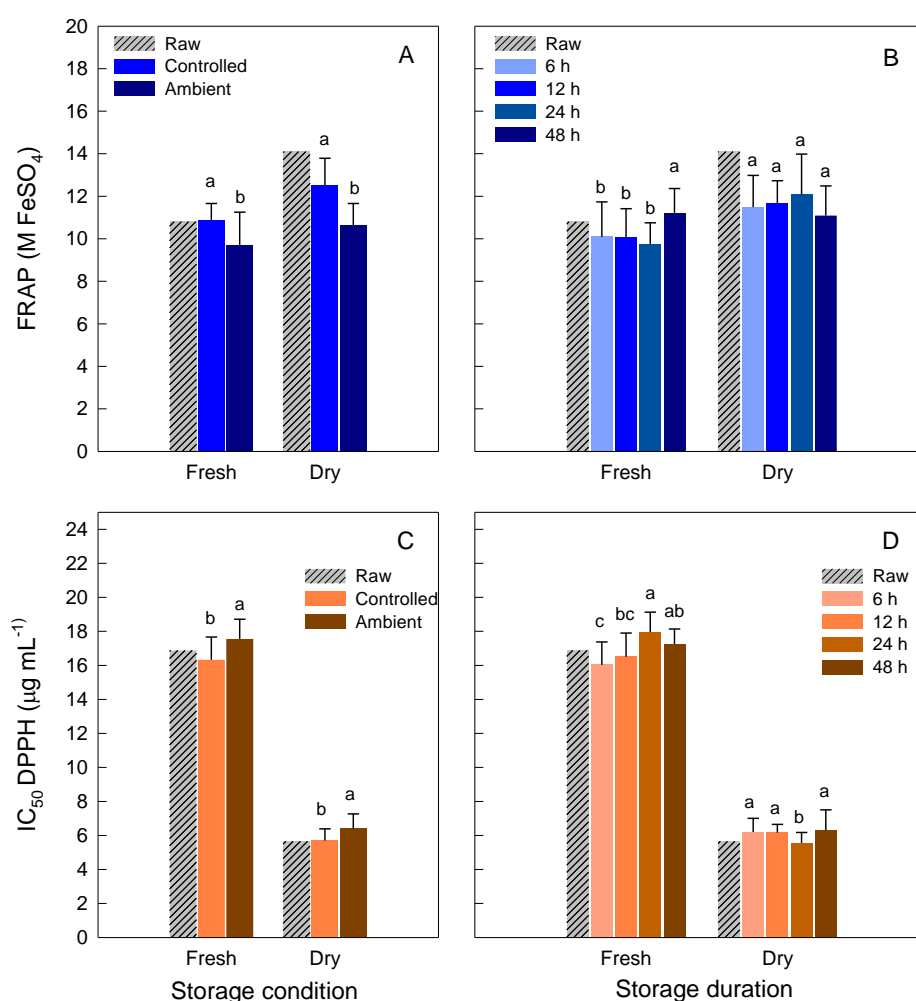 20
18
16
14
12
10
8
6
4
2
0
FRAP (M FeSO₄)
Raw
Controlled
Ambient
A
a
b
a
b
Fresh
Dry
Raw
6 h
12 h
24 h
48 h
B
b
b
b
a
a
a
a
a
Fresh
Dry
24
22
20
18
16
14
12
10
8
6
4
2
0
IC₅₀ DPPH (µg mL⁻¹)
C
Raw
Controlled
Ambient
b
a
b
a
Fresh
Dry
Storage condition
D
Raw
6 h
12 h
24 h
48 h
c
bc
a
ab
a
a
b
a
Fresh
Dry
Storage duration